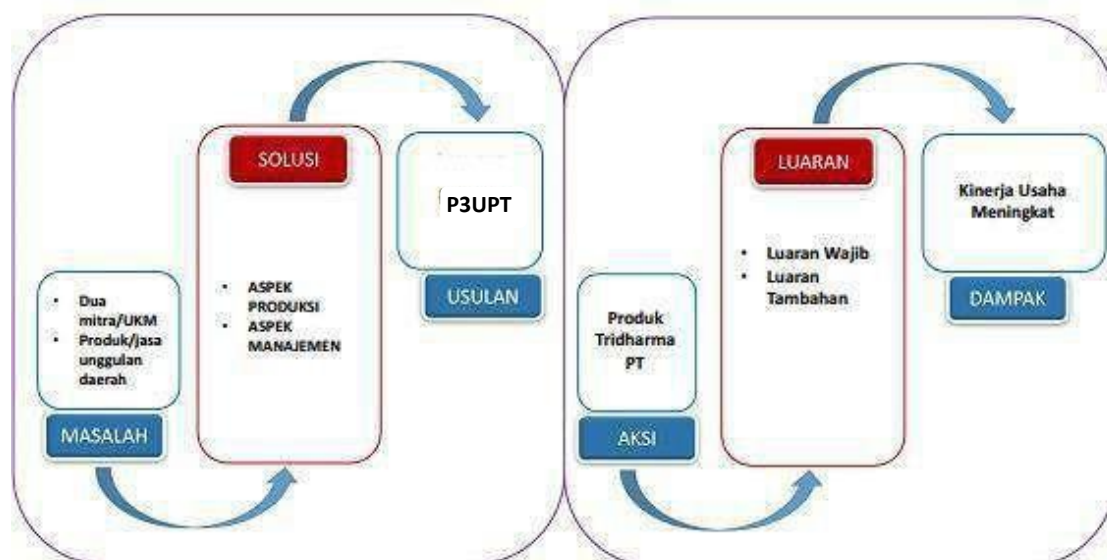 SOLUSI
• ASPEK
PRODUKSI
• ASPEK
MANAJEMEN
P3UPT
USULAN
• Dua
mitra/UKM
• Produk/jasa
unggulan
daerah
MASALAH
LUARAN
• Luaran Wajib
• Luaran
Tambahan
Kinerja Usaha
Meningkat
DAMPAK
Produk
Tridharma
PT
AKSI